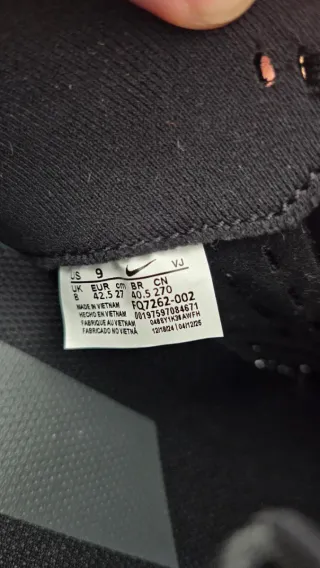 US 9 VJ
UK EUR cm BR CN
8 42.5 27 40.5 270
MADE IN VIETNAM FQ7262-002
HECHO EN VIETNAM 00197597084671
FABRIQUE AU VIETNAM
FABRICADO NO VIETNÃ 12/18/24 | 04/12/25